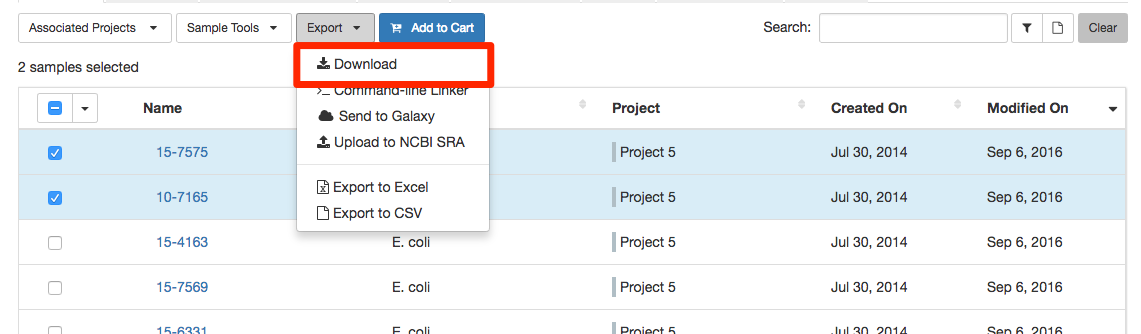 Associated Projects Sample Tools Export Add to Cart Search: Clear
2 samples selected
Download
Command-line Linker
Name Project Created On Modified On
Send to Galaxy
Upload to NCBI SRA
15-7575 Project 5 Jul 30, 2014 Sep 6, 2016
Export to Excel
10-7165 Project 5 Jul 30, 2014 Sep 6, 2016
Export to CSV
15-4163 E. coli Project 5 Jul 30, 2014 Sep 6, 2016
15-7569 E. coli Project 5 Jul 30, 2014 Sep 6, 2016
15-6331 E. coli Project 5 Jul 30, 2014 Sep 6, 2016